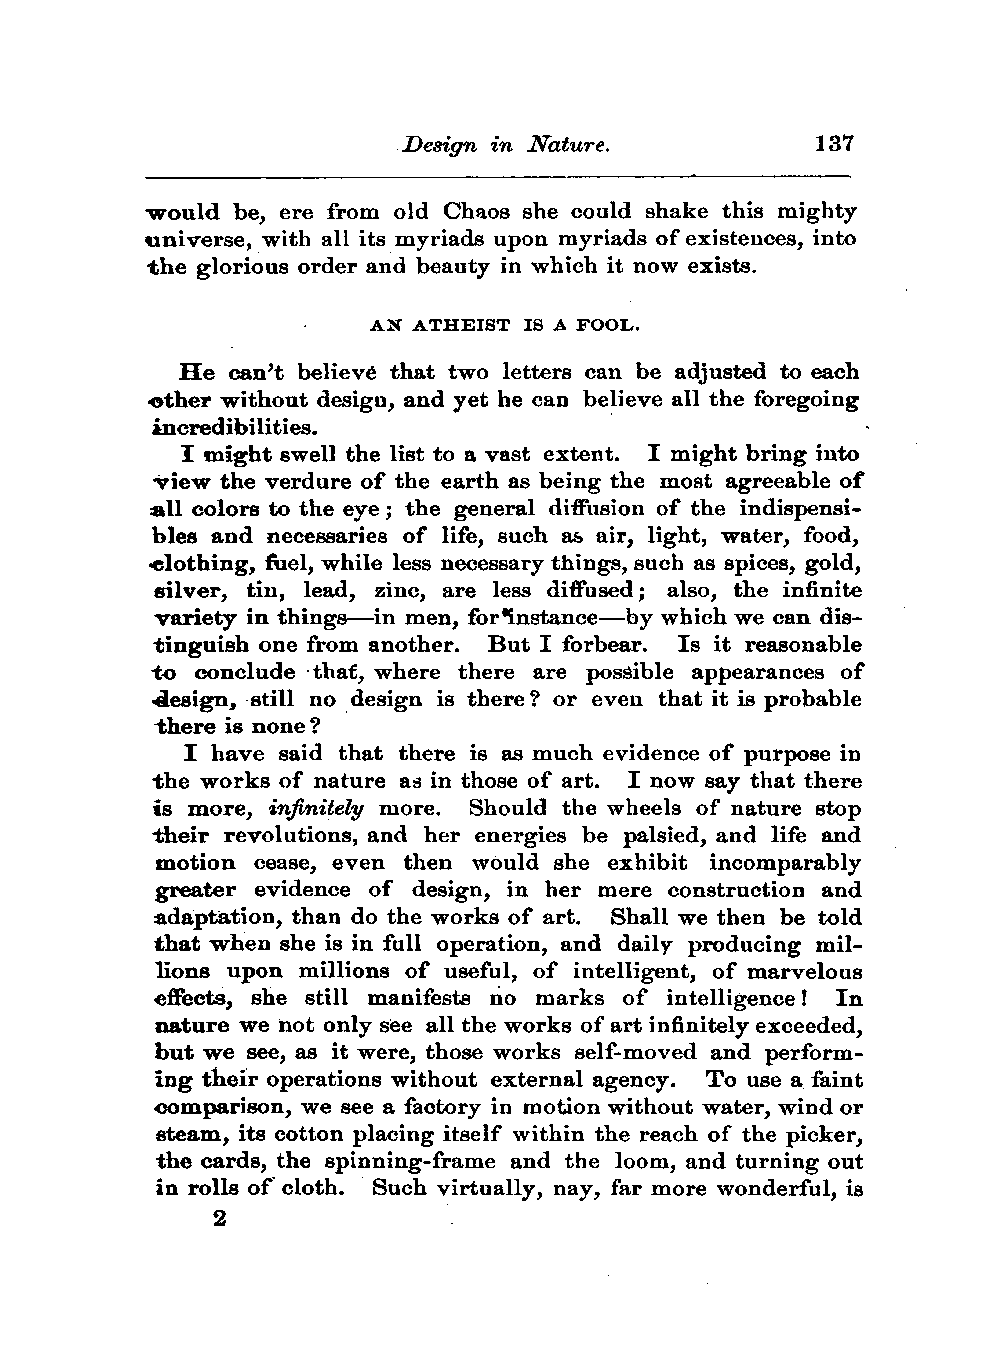 Design in Nature. 137
would be, ere from old Chaos she could shake this mighty
universe, with all its myriads upon myriads of existences, into
the glorious order and beauty in which it now exists.
AN ATHEIST IS A FOOL.
He can't believe that two letters can be adjusted to each
other without design, and yet he can believe all the foregoing
incredibilities.
I might swell the list to a vast extent. I might bring into
view the verdure of the earth as being the most agreeable of
all colors to the eye; the general diffusion of the indispensi-
bles and necessaries of life, such as air, light, water, food,
clothing, fuel, while less necessary things, such as spices, gold,
silver, tin, lead, zinc, are less diffused; also, the infinite
variety in things—in men, for instance—by which we can dis-
tinguish one from another. But I forbear. Is it reasonable
to conclude that, where there are possible appearances of
design, still no design is there? or even that it is probable
there is none?
I have said that there is as much evidence of purpose in
the works of nature as in those of art. I now say that there
is more, infinitely more. Should the wheels of nature stop
their revolutions, and her energies be palsied, and life and
motion cease, even then would she exhibit incomparably
greater evidence of design, in her mere construction and
adaptation, than do the works of art. Shall we then be told
that when she is in full operation, and daily producing mil-
lions upon millions of useful, of intelligent, of marvelous
effects, she still manifests no marks of intelligence! In
nature we not only see all the works of art infinitely exceeded,
but we see, as it were, those works self-moved and perform-
ing their operations without external agency. To use a faint
comparison, we see a factory in motion without water, wind or
steam, its cotton placing itself within the reach of the picker,
the cards, the spinning-frame and the loom, and turning out
in rolls of cloth. Such virtually, nay, far more wonderful, is
2